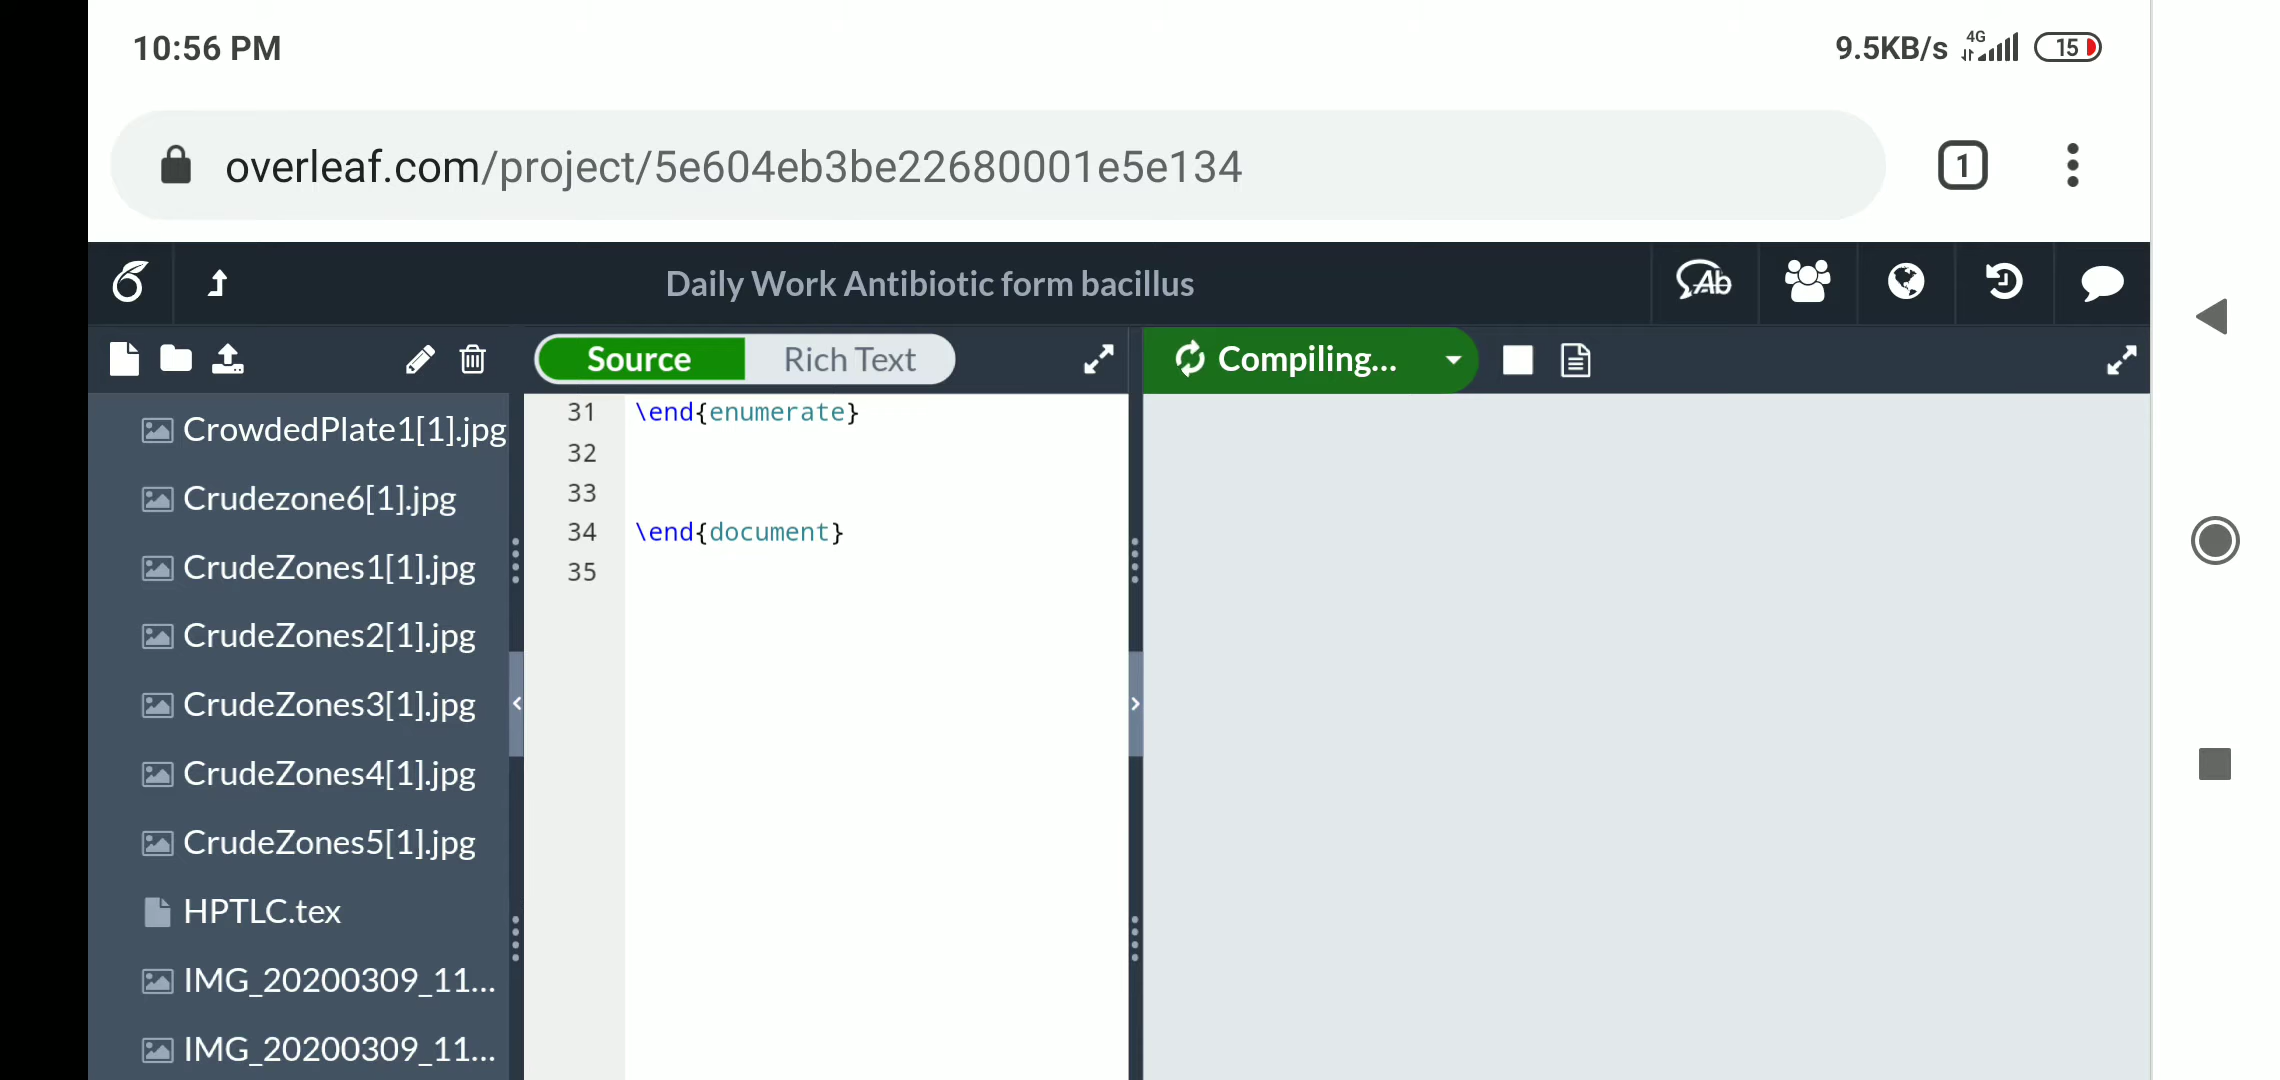 10:56 PM
9.5KB/s 4G 15
overleaf.com/project/5e604eb3be22680001e5e134
1
Daily Work Antibiotic form bacillus
Ab
Source Rich Text
Compiling...
CrowdedPlate1[1].jpg
Crudezone6[1].jpg
CrudeZones1[1].jpg
CrudeZones2[1].jpg
CrudeZones3[1].jpg
CrudeZones4[1].jpg
CrudeZones5[1].jpg
HPTLC.tex
IMG_20200309_11...
IMG_20200309_11...
31 \end{enumerate}
32
33
34 \end{document}
35